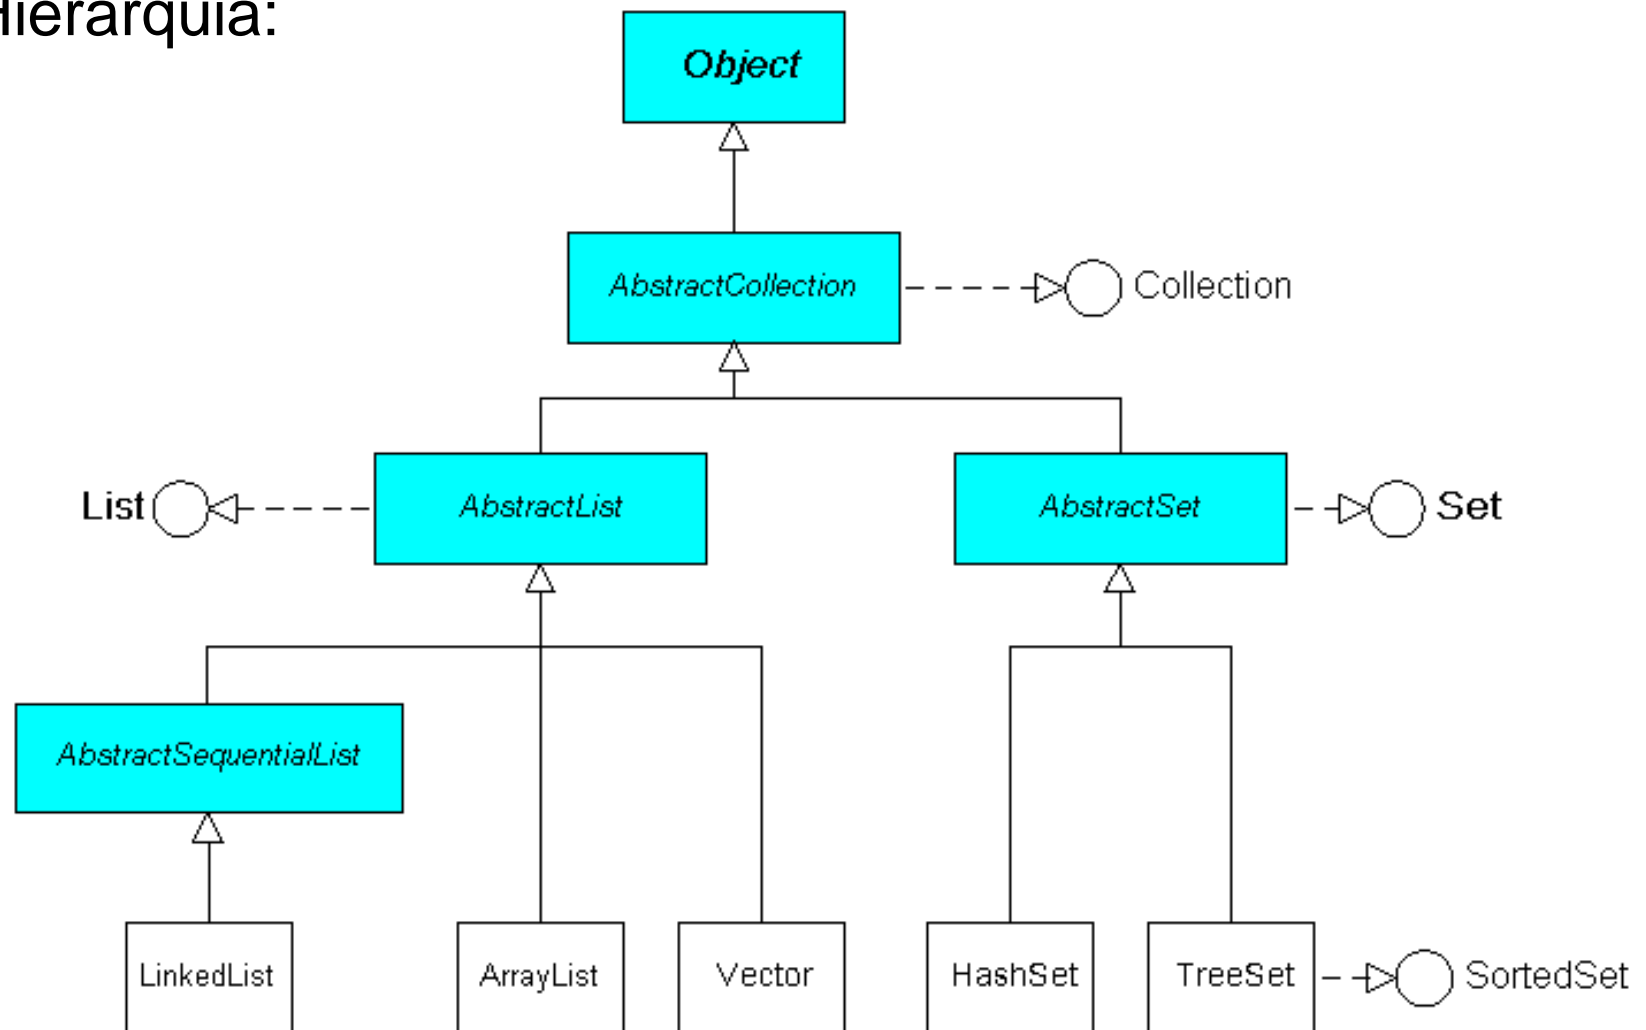 Hierarquia:
Object
AbstractCollection
Collection
List
AbstractList
AbstractSet
Set
AbstractSequentialList
LinkedList
ArrayList
Vector
HashSet
TreeSet
SortedSet